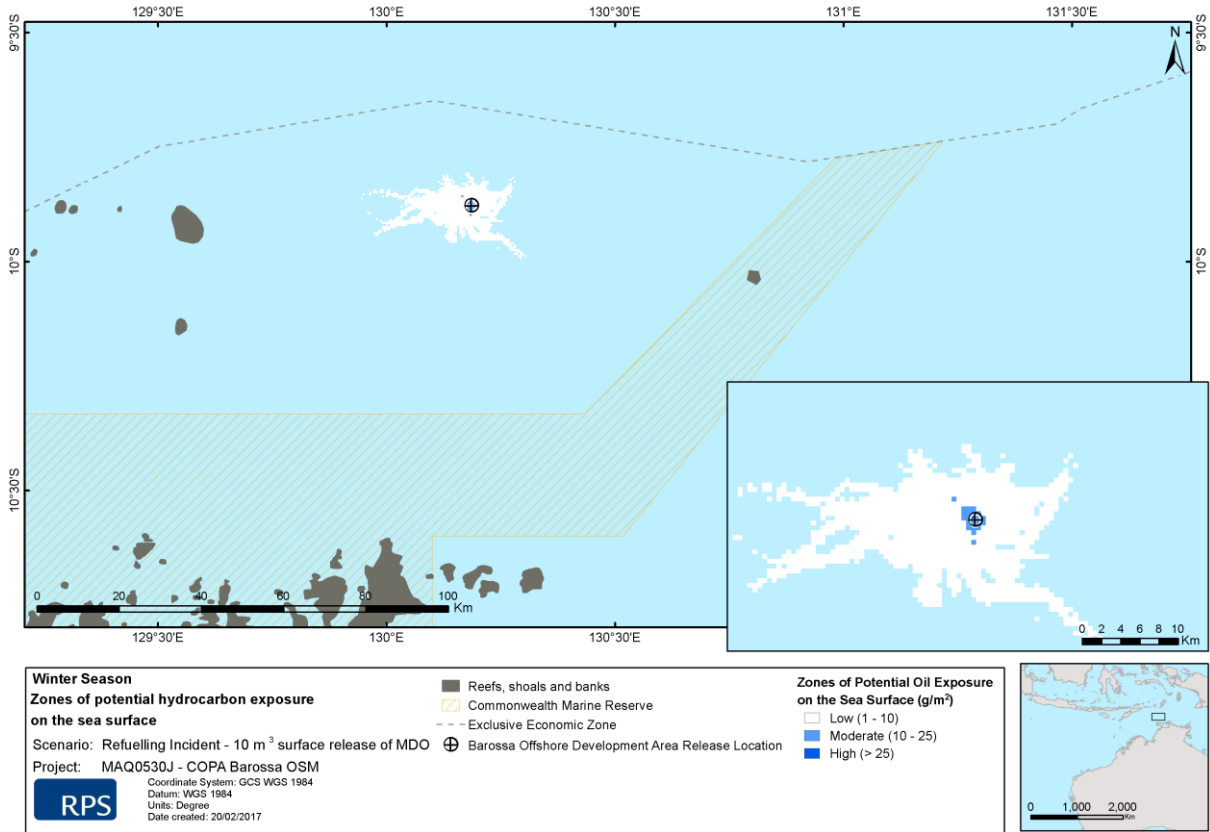 129°30'E 130°E 130°30'E 131°E 131°30'E
9°30'S 9°30'S
N
10°S 10°S
10°30'S
0 20 40 60 80 100
Km
129°30'E 130°E 130°30'E
0 2 4 6 8 10
Km
Winter Season
Zones of potential hydrocarbon exposure
on the sea surface
Scenario: Refuelling Incident - 10 m³ surface release of MDO
Project: MAQ0530J - COPA Barossa OSM
RPS
Coordinate System: GCS WGS 1984
Datum: WGS 1984
Units: Degree
Date created: 20/02/2017
Reefs, shoals and banks
Commonwealth Marine Reserve
Exclusive Economic Zone
Barossa Offshore Development Area Release Location
Zones of Potential Oil Exposure
on the Sea Surface (g/m²)
Low (1 - 10)
Moderate (10 - 25)
High (> 25)
0 1,000 2,000
Km